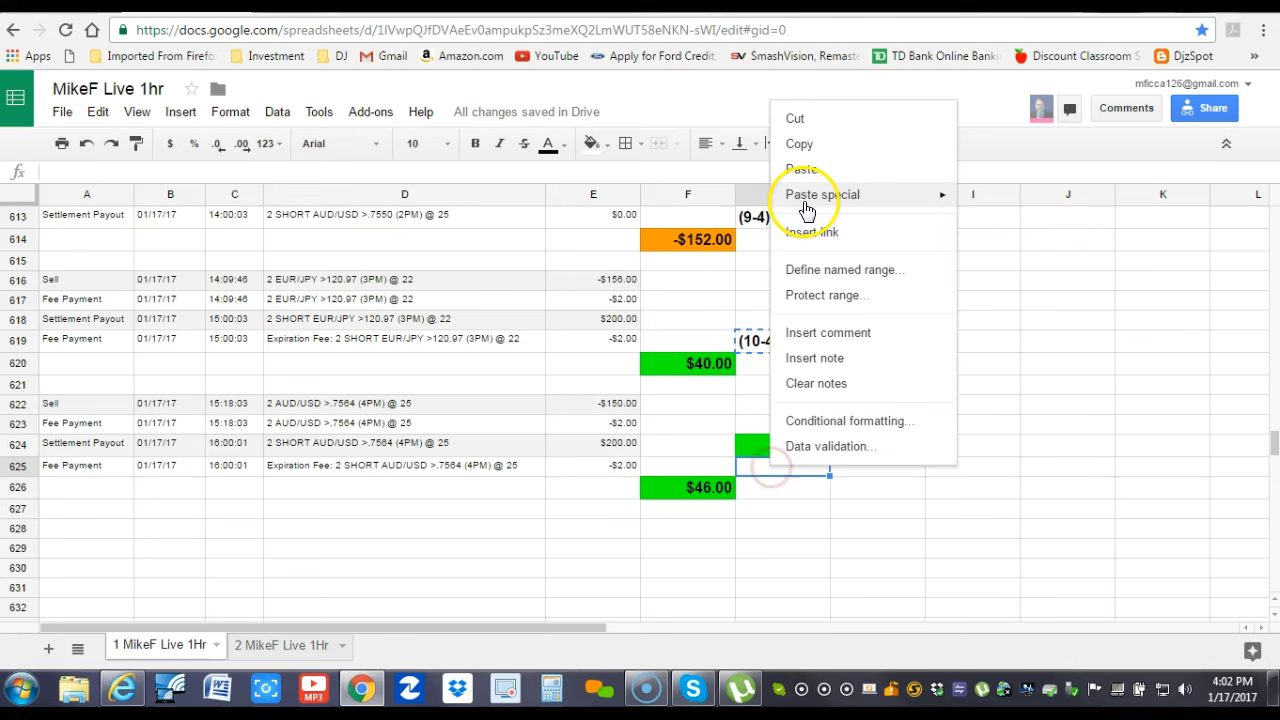 https://docs.google.com/spreadsheets/d/1lVwpQJfDVAeEv0ampukpSz3meXQ2LmWUT58eNKN-sWI/edit#gid=0
Apps Imported From Firefo Investment DJ Gmail Amazon.com YouTube Apply for Ford Credit, SmashVision, Remaste TD Bank Online Banki Discount Classroom S DjzSpot
MikeF Live 1hr mficca126@gmail.com
File Edit View Insert Format Data Tools Add-ons Help All changes saved in Drive Comments Share
$ % .0 .00 123 Arial 10 B I S A
fx
A B C D E F I J K L
613 Settlement Payout 01/17/17 14:00:03 2 SHORT AUD/USD >.7550 (2PM) @ 25 $0.00 (9-4)
614 -$152.00
615
616 Sell 01/17/17 14:09:46 2 EUR/JPY >120.97 (3PM) @ 22 -$156.00
617 Fee Payment 01/17/17 14:09:46 2 EUR/JPY >120.97 (3PM) @ 22 -$2.00
618 Settlement Payout 01/17/17 15:00:03 2 SHORT EUR/JPY >120.97 (3PM) @ 22 $200.00
619 Fee Payment 01/17/17 15:00:03 Expiration Fee: 2 SHORT EUR/JPY >120.97 (3PM) @ 22 -$2.00 (10-4
620 $40.00
621
622 Sell 01/17/17 15:18:03 2 AUD/USD >.7564 (4PM) @ 25 -$150.00
623 Fee Payment 01/17/17 15:18:03 2 AUD/USD >.7564 (4PM) @ 25 -$2.00
624 Settlement Payout 01/17/17 16:00:01 2 SHORT AUD/USD >.7564 (4PM) @ 25 $200.00
625 Fee Payment 01/17/17 16:00:01 Expiration Fee: 2 SHORT AUD/USD >.7564 (4PM) @ 25 -$2.00
626 $46.00
627
628
629
630
631
632
Cut
Copy
Paste
Paste special
Insert link
Define named range...
Protect range...
Insert comment
Insert note
Clear notes
Conditional formatting...
Data validation...
1 MikeF Live 1Hr 2 MikeF Live 1Hr
MP3
4:02 PM
1/17/2017